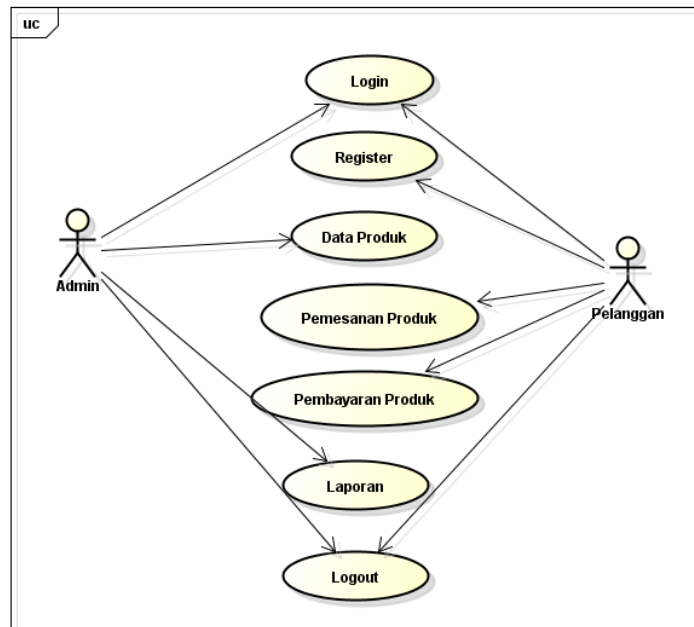 uc
Login
Register
Data Produk
Admin
Pelanggan
Pemesanan Produk
Pembayaran Produk
Laporan
Logout